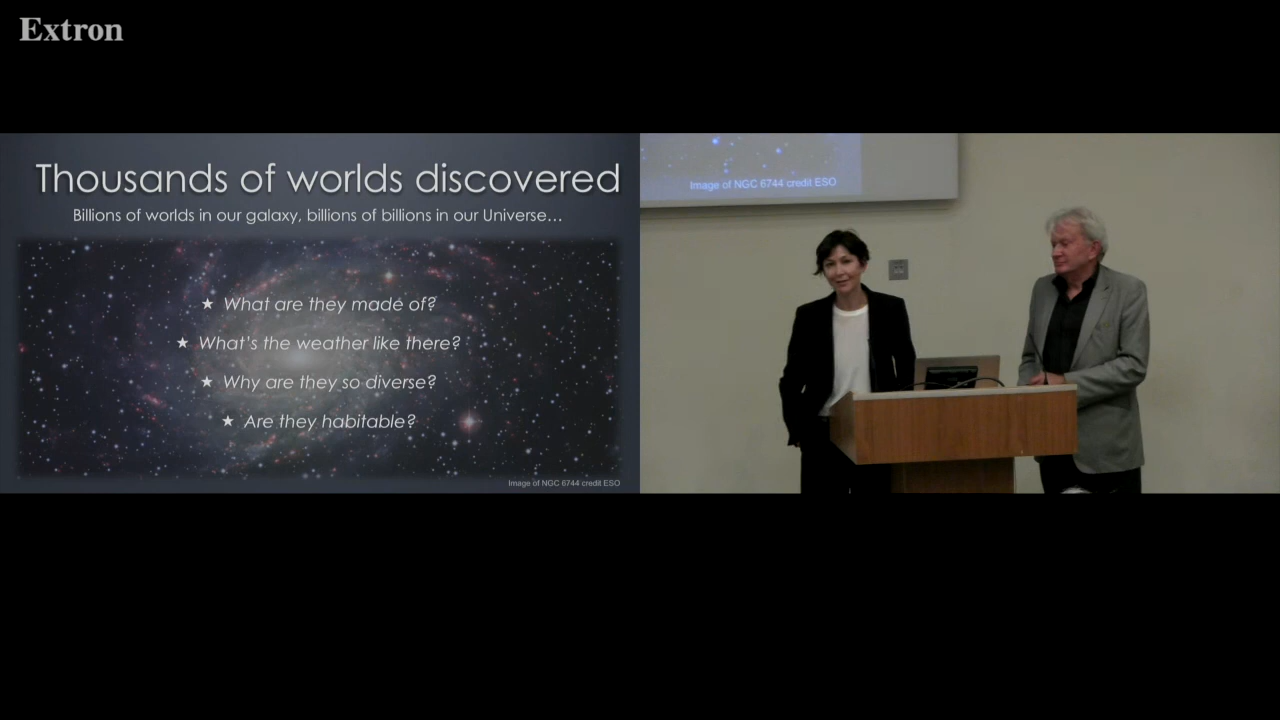 Extron
Thousands of worlds discovered
Billions of worlds in our galaxy, billions of billions in our Universe…
★ What are they made of?
★ What's the weather like there?
★ Why are they so diverse?
★ Are they habitable?
Image of NGC 6744 credit ESO
Image of NGC 6744 credit ESO